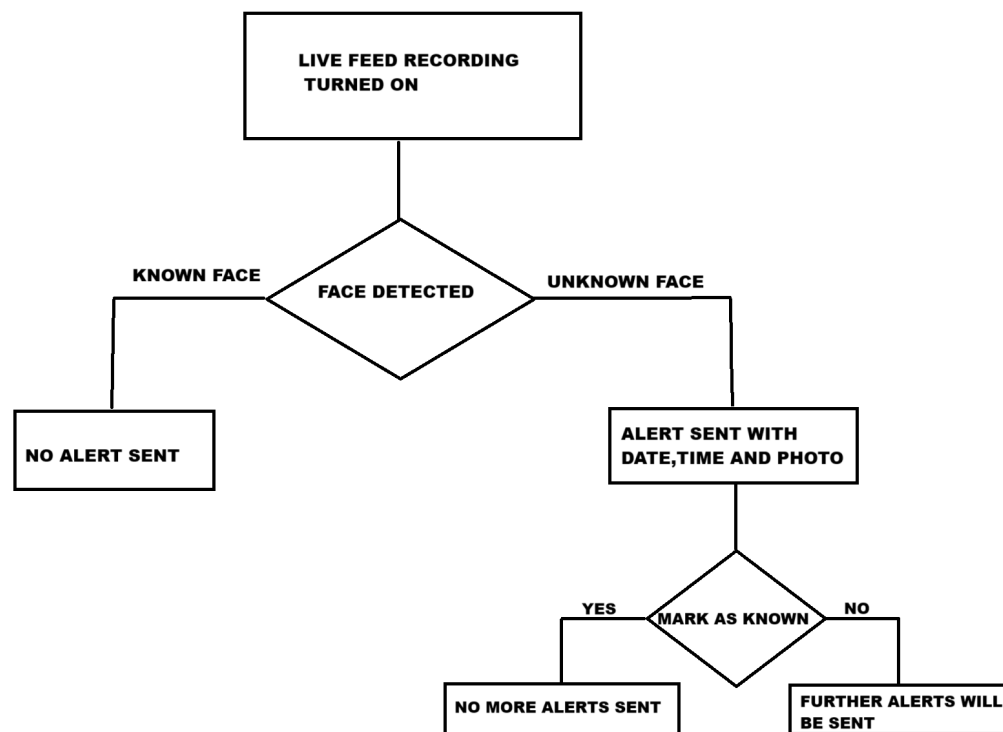 LIVE FEED RECORDING
TURNED ON
KNOWN FACE
FACE DETECTED
UNKNOWN FACE
NO ALERT SENT
ALERT SENT WITH
DATE,TIME AND PHOTO
YES
MARK AS KNOWN
NO
NO MORE ALERTS SENT
FURTHER ALERTS WILL
BE SENT